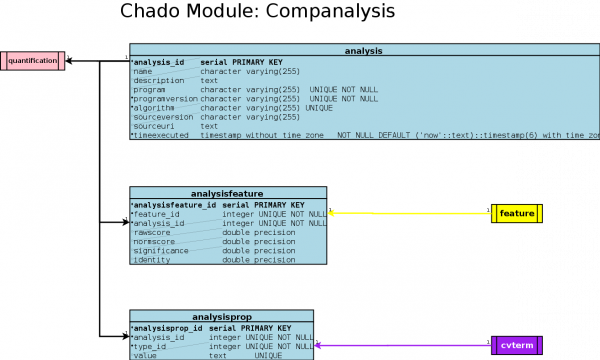 Chado Module: Companalysis
quantification
analysis
analysis_id serial PRIMARY KEY
name character varying(255)
description text
program character varying(255) UNIQUE NOT NULL
programversion character varying(255) UNIQUE NOT NULL
algorithm character varying(255) UNIQUE
sourceversion character varying(255)
sourceuri text
timeexecuted timestamp without time zone NOT NULL DEFAULT ('now'::text)::timestamp(6) with time
analysisfeature
analysisfeature_id serial PRIMARY KEY
feature_id integer UNIQUE NOT NULL
analysis_id integer UNIQUE NOT NULL
rawscore double precision
normscore double precision
significance double precision
identity double precision
1
1
feature
analysisprop
analysisprop_id serial PRIMARY KEY
analysis_id integer UNIQUE NOT NULL
type_id integer UNIQUE NOT NULL
value text UNIQUE
1
cvterm